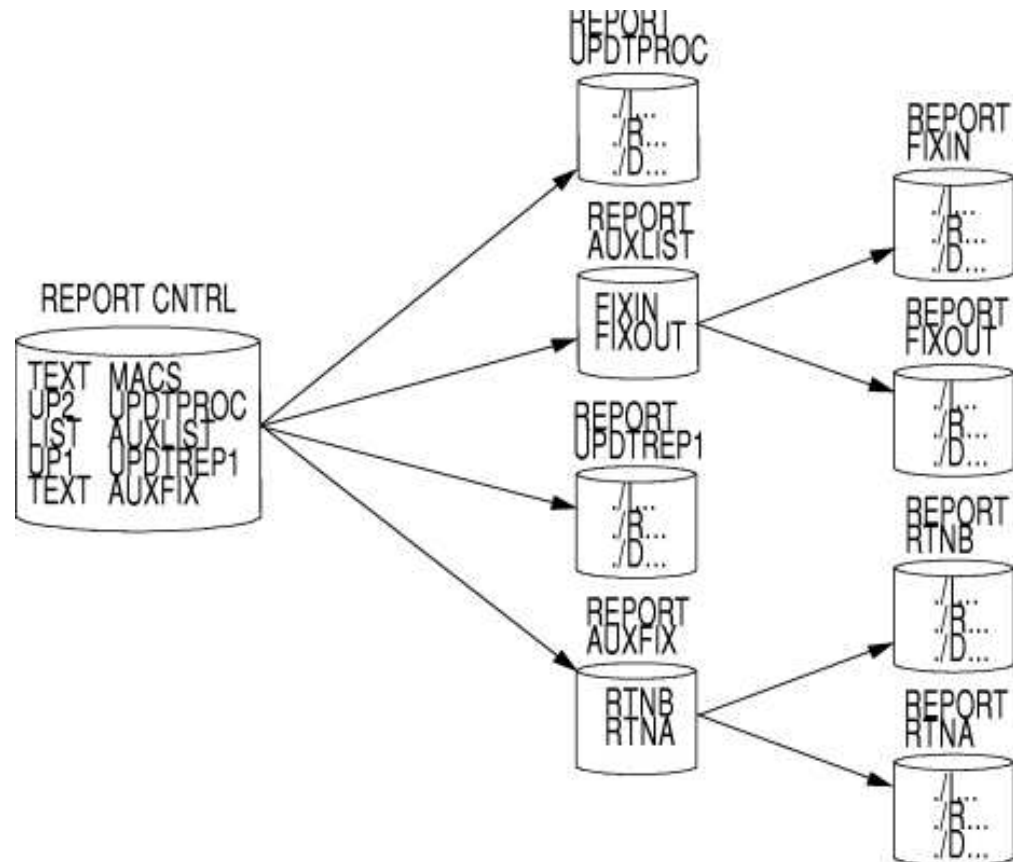 REPORT
UPDTPROC
./I...
./R...
./D...
REPORT
FIXIN
./I...
./R...
./D...
REPORT
AUXLIST
FIXIN
FIXOUT
REPORT CNTRL
TEXT MACS
UP2 UPDTPROC
LIST AUXLIST
UP1 UPDTREP1
TEXT AUXFIX
REPORT
FIXOUT
./I...
./R...
./D...
REPORT
UPDTREP1
./I...
./R...
./D...
REPORT
RTNB
./I...
./R...
./D...
REPORT
AUXFIX
RTNB
RTNA
REPORT
RTNA
./I...
./R...
./D...